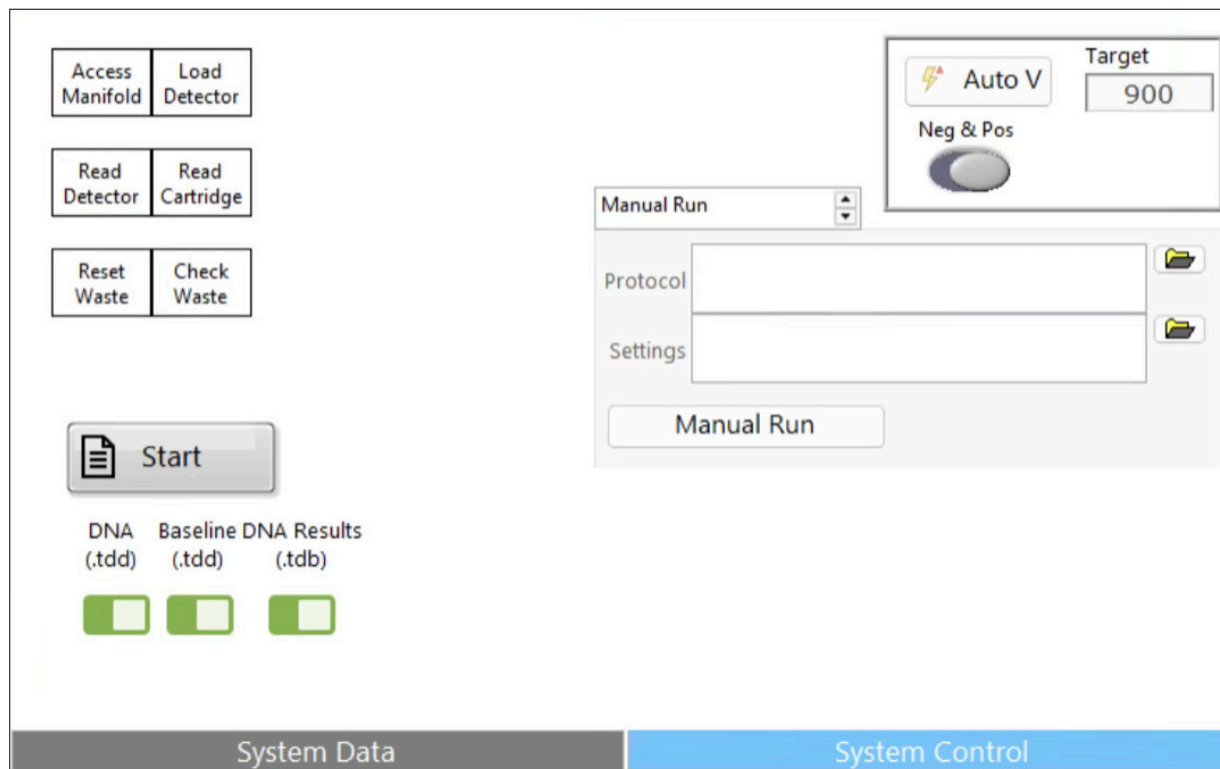 Access Manifold
Load Detector
Read Detector
Read Cartridge
Reset Waste
Check Waste
Auto V
Target
900
Neg & Pos
Manual Run
Protocol
Settings
Manual Run
Start
DNA (.tdd)
Baseline (.tdd)
DNA Results (.tdb)
System Data
System Control